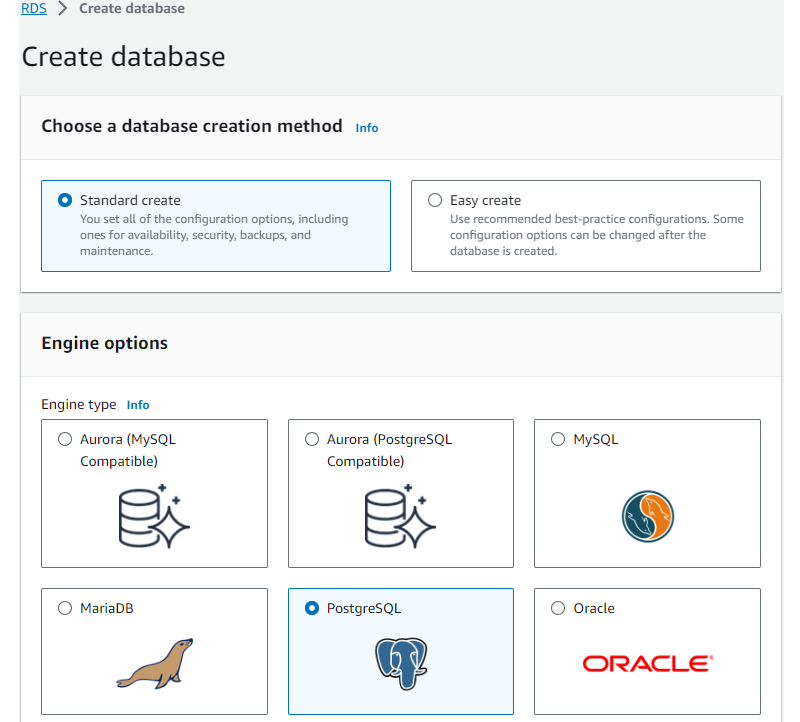 RDS > Create database
Create database
Choose a database creation method Info
Standard create
You set all of the configuration options, including
ones for availability, security, backups, and
maintenance.
Easy create
Use recommended best-practice configurations. Some
configuration options can be changed after the
database is created.
Engine options
Engine type Info
Aurora (MySQL
Compatible)
Aurora (PostgreSQL
Compatible)
MySQL
MariaDB
PostgreSQL
Oracle
ORACLE